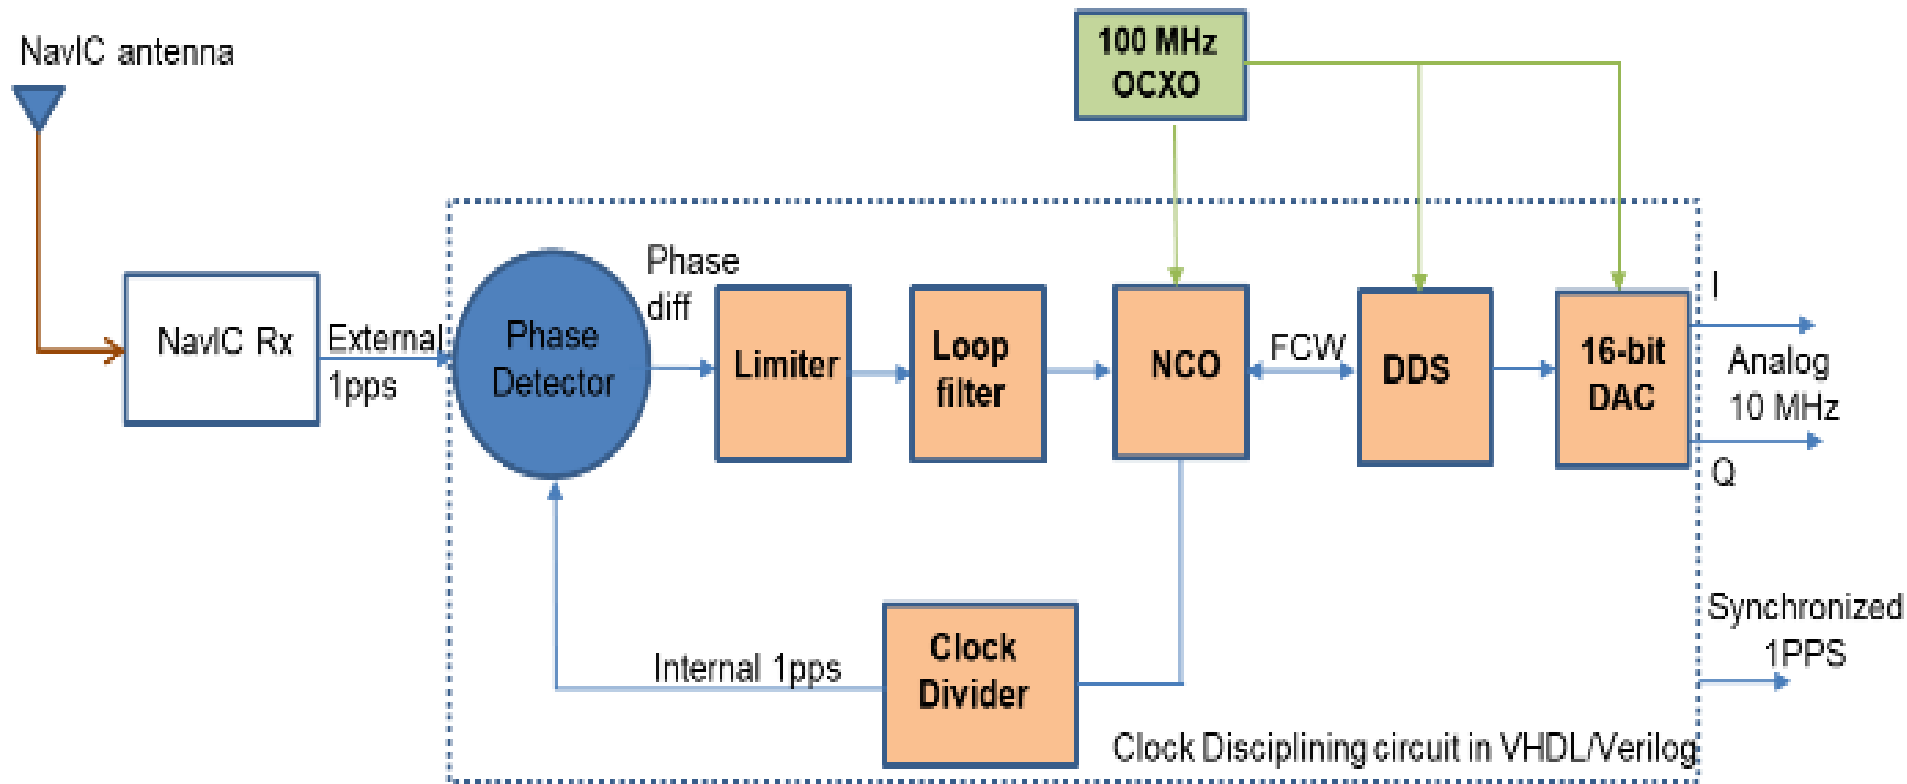 NavIC antenna
100 MHz
OCXO
NavIC Rx
External
1pps
Phase
Detector
Phase
diff
Limiter
Loop
filter
NCO
FCW
DDS
16-bit
DAC
I
Analog
10 MHz
Q
Clock
Divider
Internal 1pps
Synchronized
1PPS
Clock Disciplining circuit in VHDL/Verilog